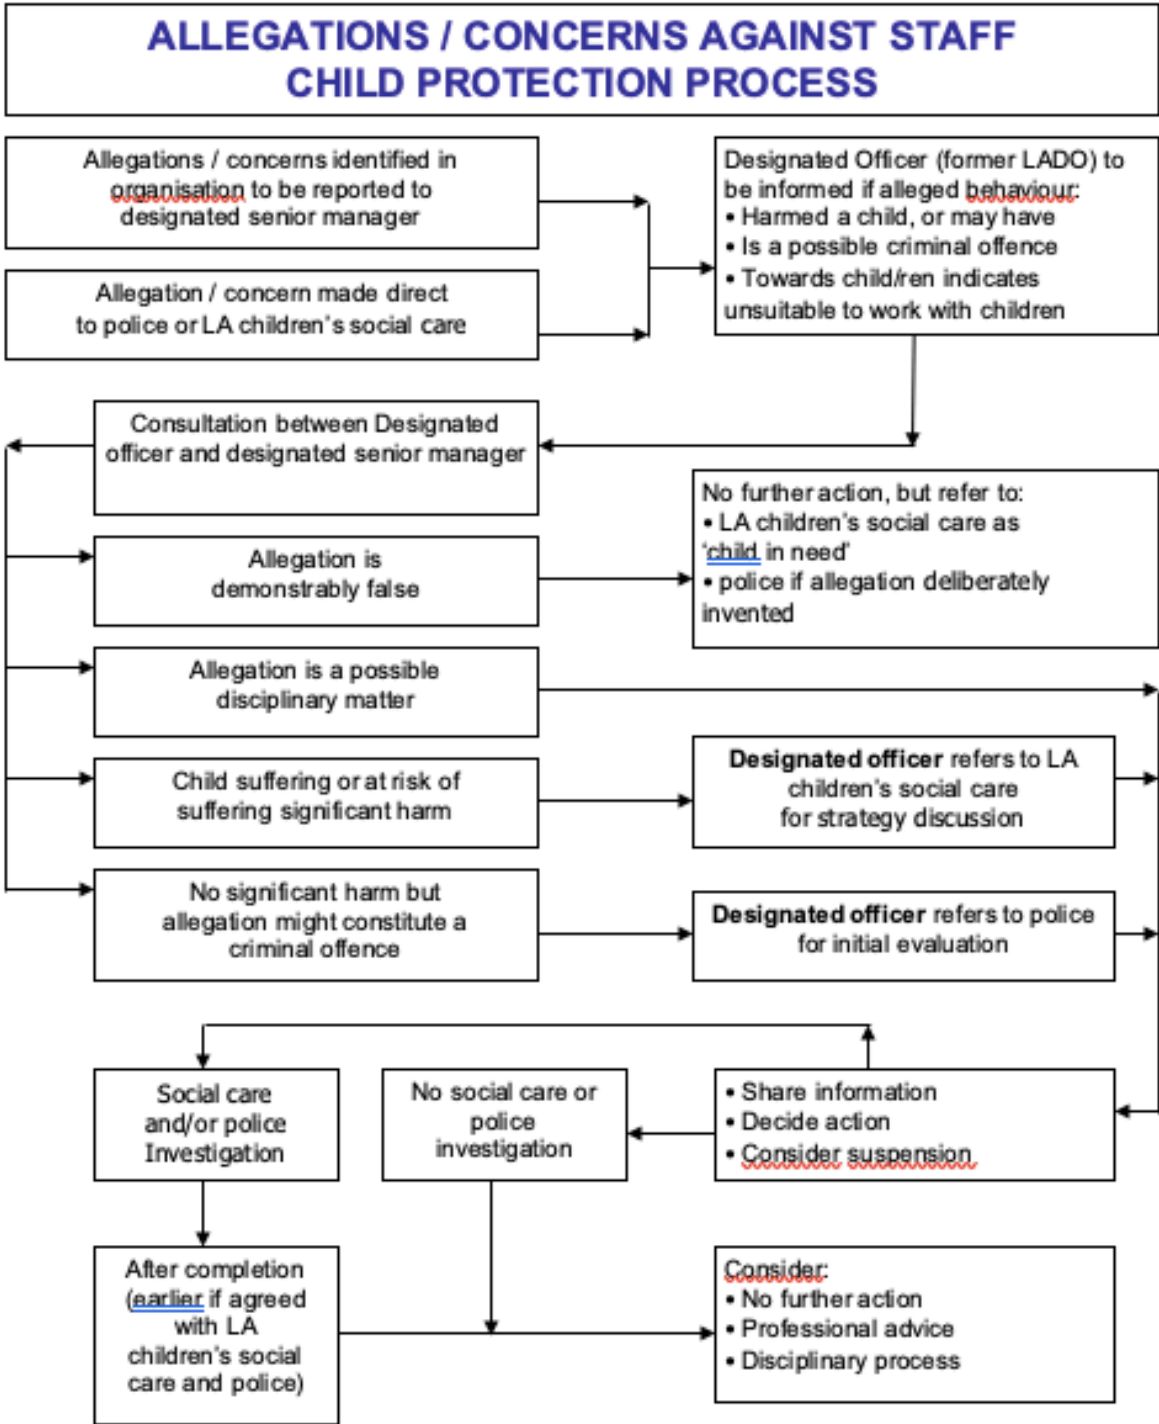 ALLEGATIONS / CONCERNS AGAINST STAFF
CHILD PROTECTION PROCESS
Allegations / concerns identified in
organisation to be reported to
designated senior manager
Allegation / concern made direct
to police or LA children's social care
Designated Officer (former LADO) to
be informed if alleged behaviour:
• Harmed a child, or may have
• Is a possible criminal offence
• Towards child/ren indicates
unsuitable to work with children
Consultation between Designated
officer and designated senior manager
No further action, but refer to:
• LA children's social care as
'child in need'
• police if allegation deliberately
invented
Allegation is
demonstrably false
Allegation is a possible
disciplinary matter
Child suffering or at risk of
suffering significant harm
Designated officer refers to LA
children's social care
for strategy discussion
No significant harm but
allegation might constitute a
criminal offence
Designated officer refers to police
for initial evaluation
Social care
and/or police
Investigation
No social care or
police
investigation
• Share information
• Decide action
• Consider suspension
After completion
(earlier if agreed
with LA
children's social
care and police)
Consider:
• No further action
• Professional advice
• Disciplinary process